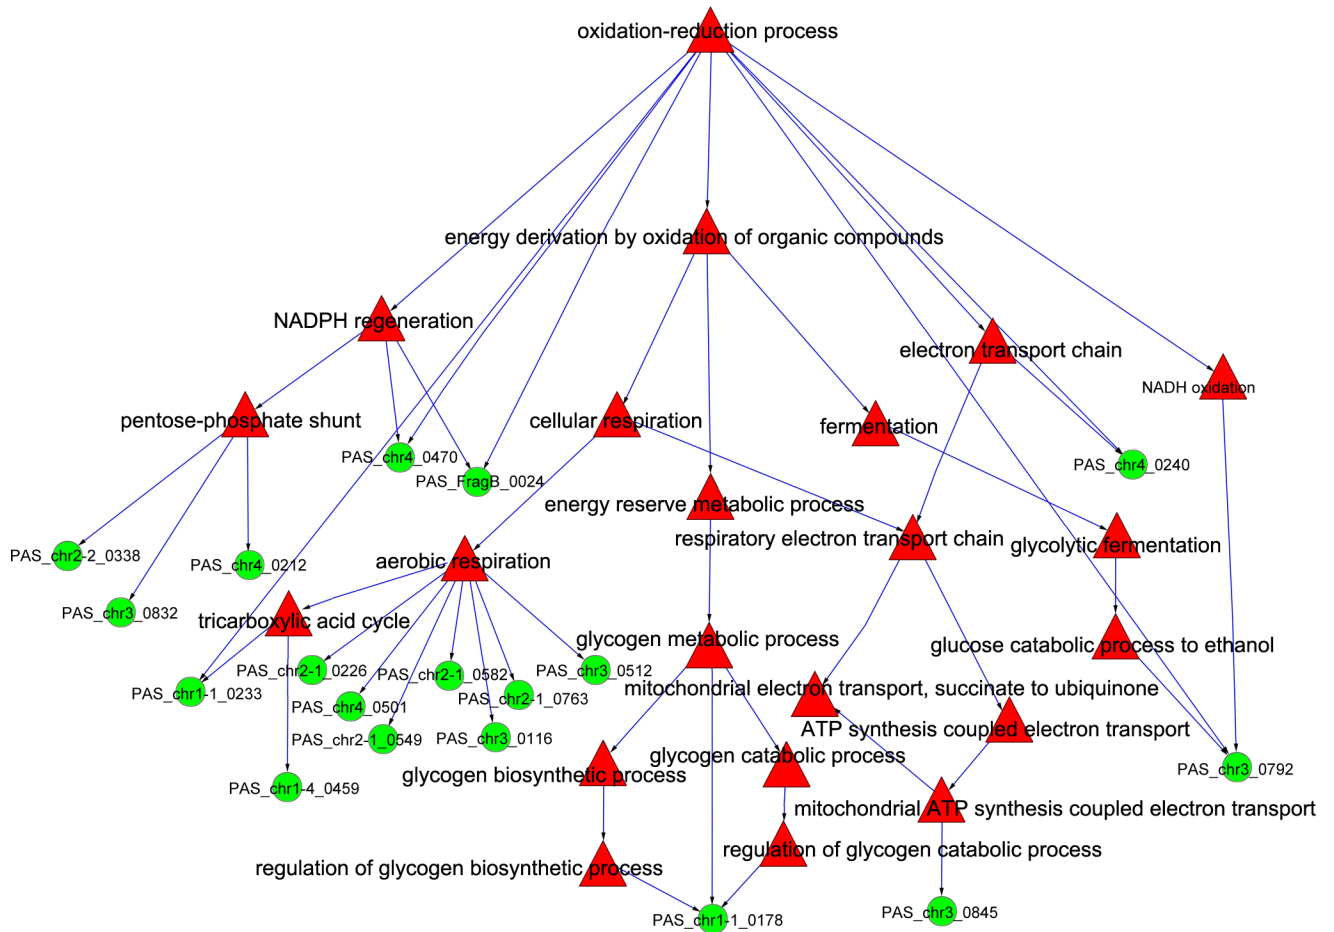 oxidation-reduction process
energy derivation by oxidation of organic compounds
NADPH regeneration
electron transport chain
NADH oxidation
pentose-phosphate shunt
cellular respiration
fermentation
PAS_chr4_0470
PAS_chr4_0240
PAS_FragB_0024
energy reserve metabolic process
respiratory electron transport chain
glycolytic fermentation
PAS_chr2-2_0338
PAS_chr4_0212
aerobic respiration
PAS_chr3_0832
tricarboxylic acid cycle
glycogen metabolic process
glucose catabolic process to ethanol
PAS_chr2-1_0226
PAS_chr2-1_0582
PAS_chr3_0512
PAS_chr1-1_0233
mitochondrial electron transport, succinate to ubiquinone
PAS_chr4_0501
PAS_chr2-1_0763
ATP synthesis coupled electron transport
PAS_chr2-1_0549
PAS_chr3_0116
glycogen catabolic process
PAS_chr3_0792
glycogen biosynthetic process
PAS_chr1-4_0459
mitochondrial ATP synthesis coupled electron transport
regulation of glycogen catabolic process
regulation of glycogen biosynthetic process
PAS_chr1-1_0178
PAS_chr3_0845